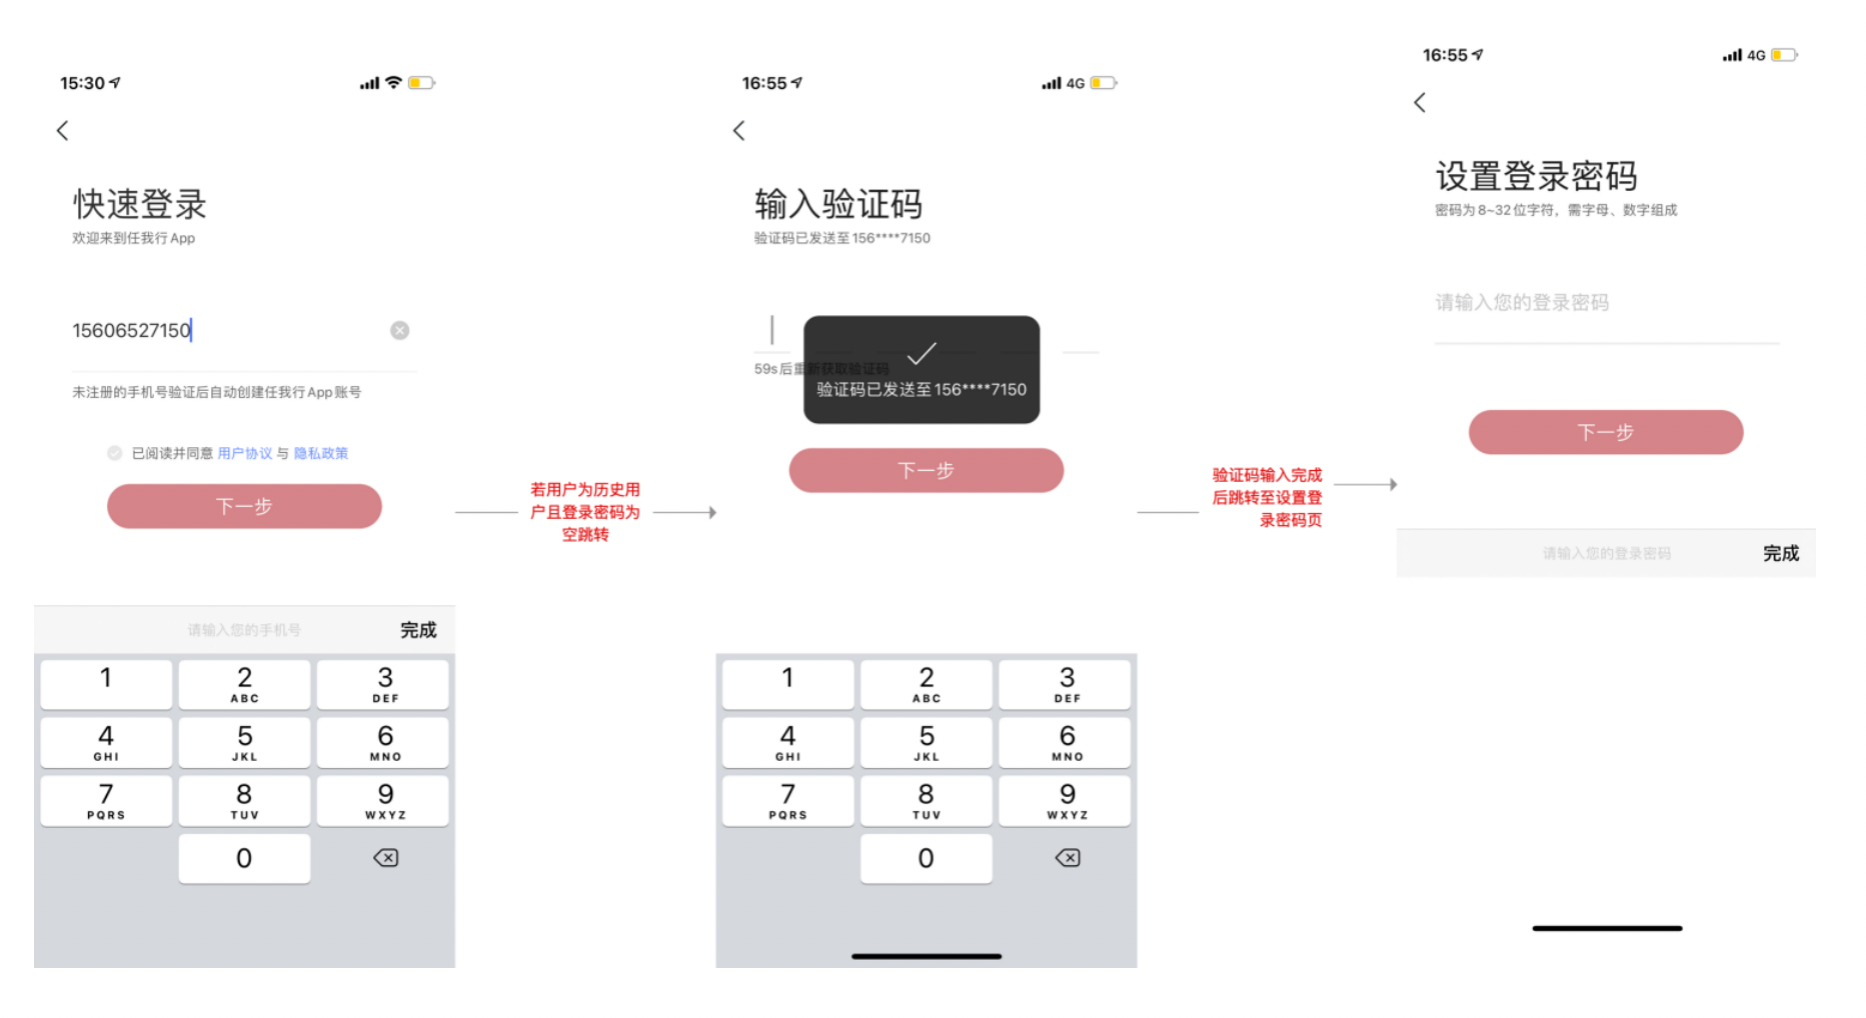 15:30
快速登录
欢迎来到任我行 App
15606527150
未注册的手机号验证后自动创建任我行 App 账号
已阅读并同意 用户协议 与 隐私政策
下一步
请输入您的手机号 完成
1 2 3
ABC DEF
4 5 6
GHI JKL MNO
7 8 9
PQRS TUV WXYZ
0
若用户为历史用
户且登录密码为
空跳转
16:55 4G
输入验证码
验证码已发送至 156****7150
59s 后重新获取验证码
验证码已发送至 156****7150
下一步
1 2 3
ABC DEF
4 5 6
GHI JKL MNO
7 8 9
PQRS TUV WXYZ
0
验证码输入完成
后跳转至设置登
录密码页
16:55 4G
设置登录密码
密码为 8~32 位字符，需字母、数字组成
请输入您的登录密码
下一步
请输入您的登录密码 完成